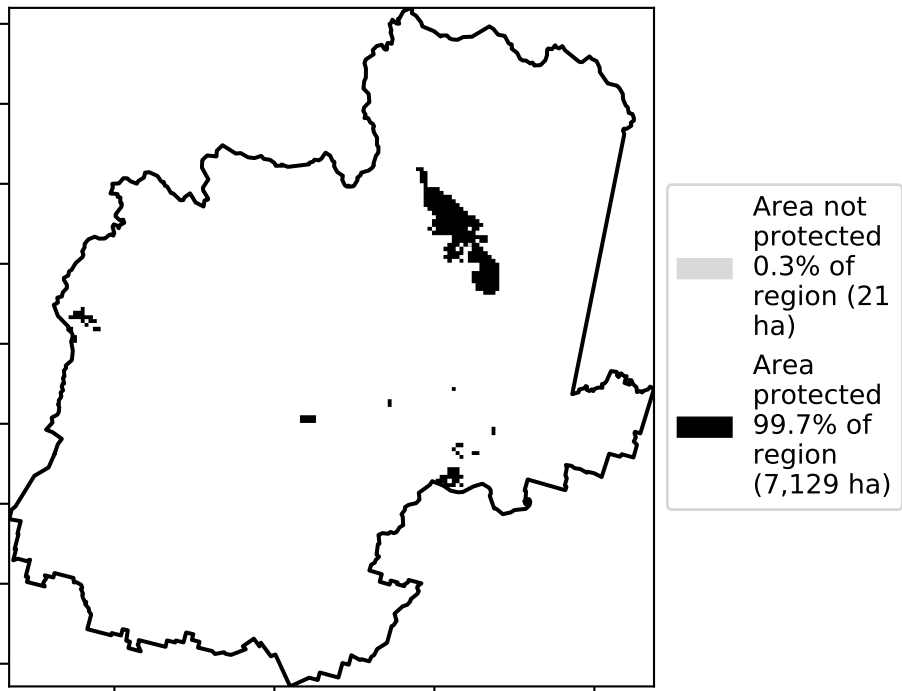 Area not
protected
0.3% of
region (21
ha)
Area
protected
99.7% of
region
(7,129 ha)